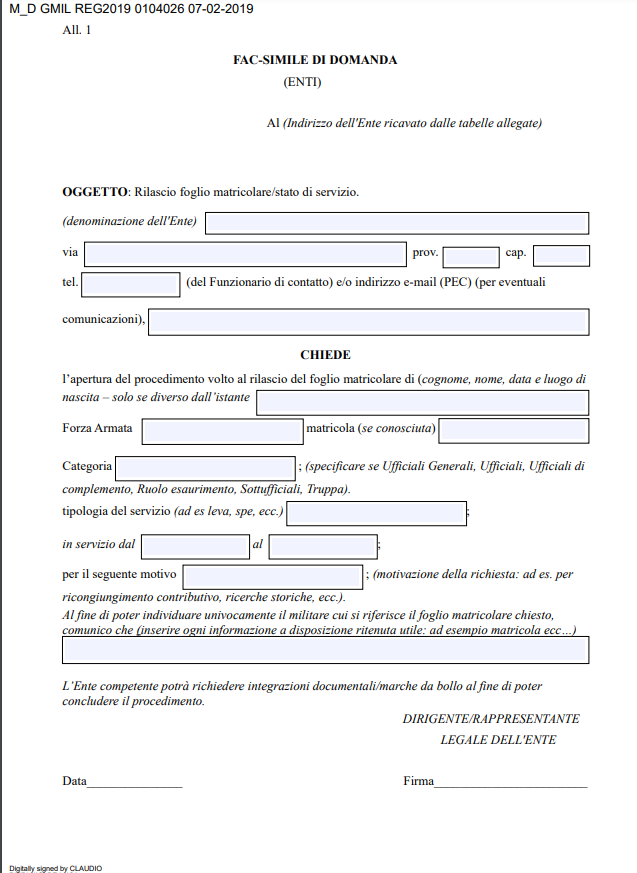 M_D GMIL REG2019 0104026 07-02-2019
All. 1
FAC-SIMILE DI DOMANDA
(ENTI)
Al (Indirizzo dell'Ente ricavato dalle tabelle allegate)
OGGETTO: Rilascio foglio matricolare/stato di servizio.
(denominazione dell'Ente)
via prov. cap.
tel. (del Funzionario di contatto) e/o indirizzo e-mail (PEC) (per eventuali
comunicazioni),
CHIEDE
l’apertura del procedimento volto al rilascio del foglio matricolare di (cognome, nome, data e luogo di
nascita – solo se diverso dall’istante
Forza Armata matricola (se conosciuta)
Categoria ; (specificare se Ufficiali Generali, Ufficiali, Ufficiali di
complemento, Ruolo esaurimento, Sottufficiali, Truppa).
tipologia del servizio (ad es leva, spe, ecc.) ;
in servizio dal al ;
per il seguente motivo ; (motivazione della richiesta: ad es. per
ricongiungimento contributivo, ricerche storiche, ecc.).
Al fine di poter individuare univocamente il militare cui si riferisce il foglio matricolare chiesto,
comunico che (inserire ogni informazione a disposizione ritenuta utile: ad esempio matricola ecc…)
L’Ente competente potrà richiedere integrazioni documentali/marche da bollo al fine di poter
concludere il procedimento.
DIRIGENTE/RAPPRESENTANTE
LEGALE DELL'ENTE
Data_______________ Firma________________________
Digitally signed by CLAUDIO